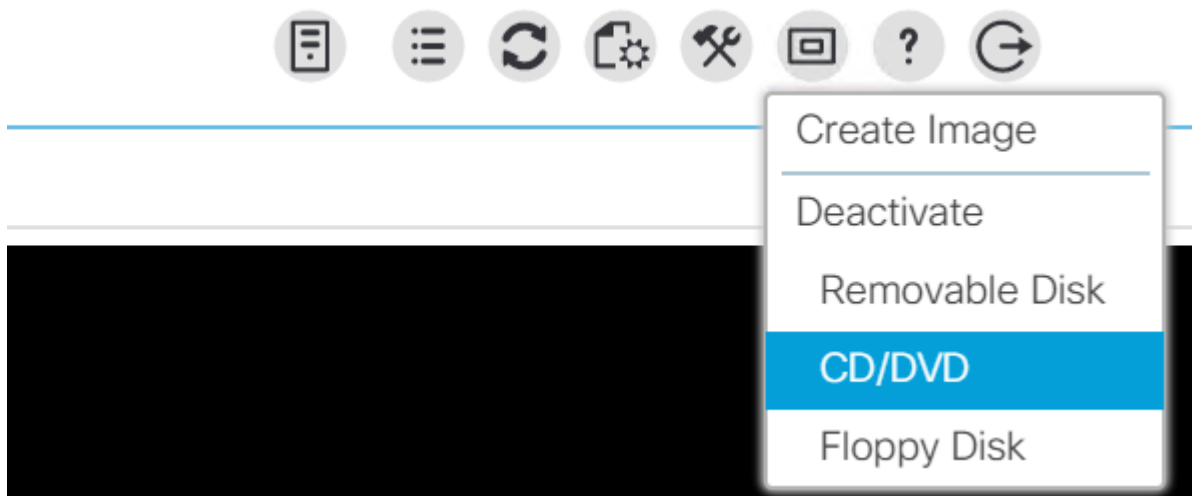 ?
Create Image
Deactivate
Removable Disk
CD/DVD
Floppy Disk